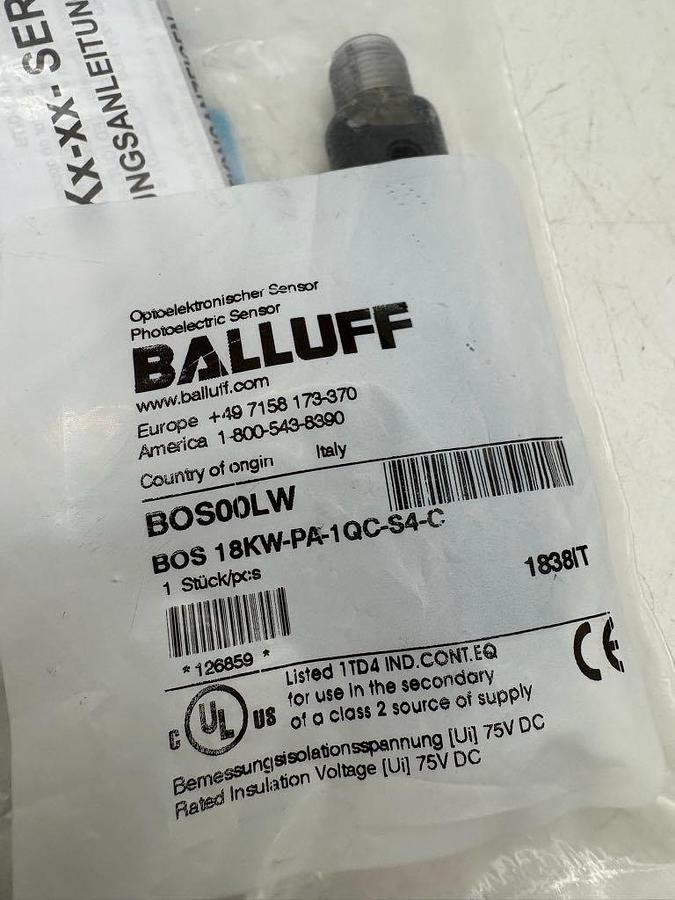 XX-XX-SER
NGSANLEITUN
Optoelektronischer Sensor
Photoelectric Sensor
BALLUFF
www.balluff.com
Europe +49 7158 173-370
America 1-800-543-8390
Country of origin Italy
BOS00LW
BOS 18KW-PA-1QC-S4-C
1 Stück/pcs
1838IT
* 126859 *
C UL US
Listed 1TD4 IND.CONT.EQ
for use in the secondary
of a class 2 source of supply
CE
Bemessungsisolationsspannung [Ui] 75V DC
Rated Insulation Voltage [Ui] 75V DC